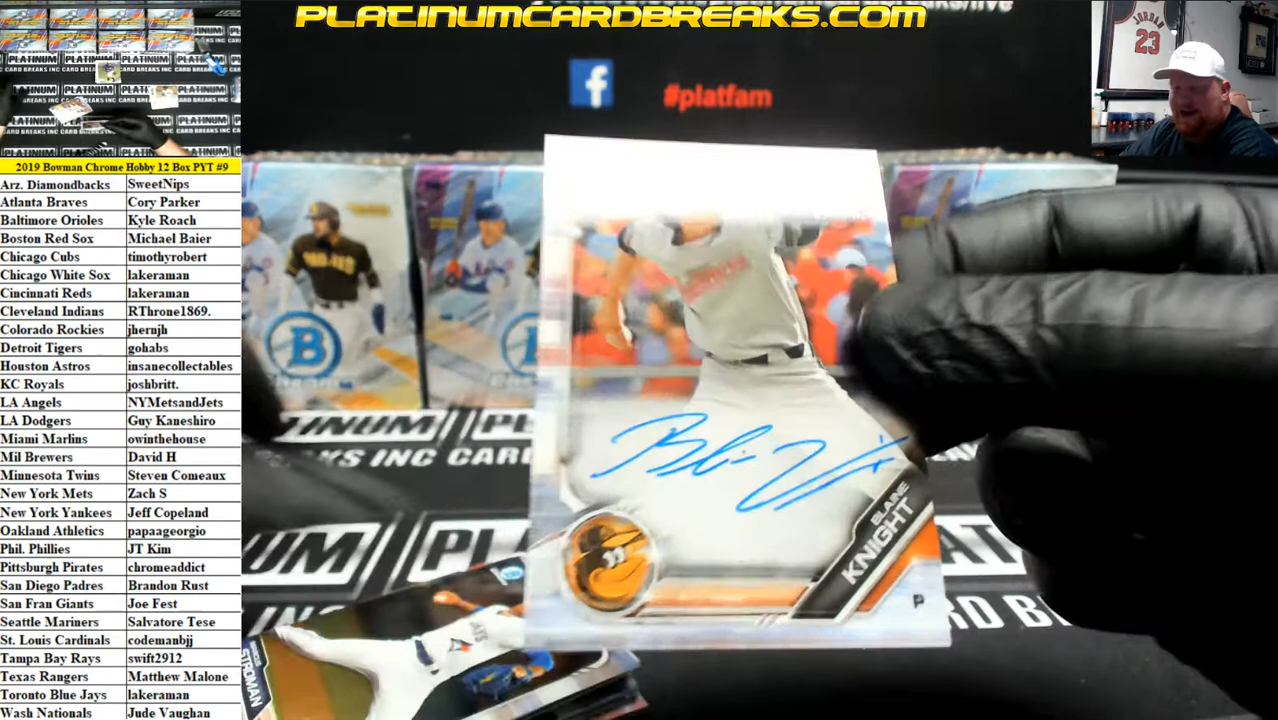 PLATINUMCARDBREAKS.COM
#platfam
JORDAN
23
2019 Bowman Chrome Hobby 12 Box PYT #9
Arz. Diamondbacks SweetNips
Atlanta Braves Cory Parker
Baltimore Orioles Kyle Roach
Boston Red Sox Michael Baier
Chicago Cubs timothyrobert
Chicago White Sox lakeraman
Cincinnati Reds lakeraman
Cleveland Indians RThrone1869.
Colorado Rockies jhernjh
Detroit Tigers gohabs
Houston Astros insanecollectables
KC Royals joshbritt.
LA Angels NYMetsandJets
LA Dodgers Guy Kaneshiro
Miami Marlins owinthehouse
Mil Brewers David H
Minnesota Twins Steven Comeaux
New York Mets Zach S
New York Yankees Jeff Copeland
Oakland Athletics papaageorgio
Phil. Phillies JT Kim
Pittsburgh Pirates chromeaddict
San Diego Padres Brandon Rust
San Fran Giants Joe Fest
Seattle Mariners Salvatore Tese
St. Louis Cardinals codemanbjj
Tampa Bay Rays swift2912
Texas Rangers Matthew Malone
Toronto Blue Jays lakeraman
Wash Nationals Jude Vaughan
BLAINE
KNIGHT
P
STROMAN